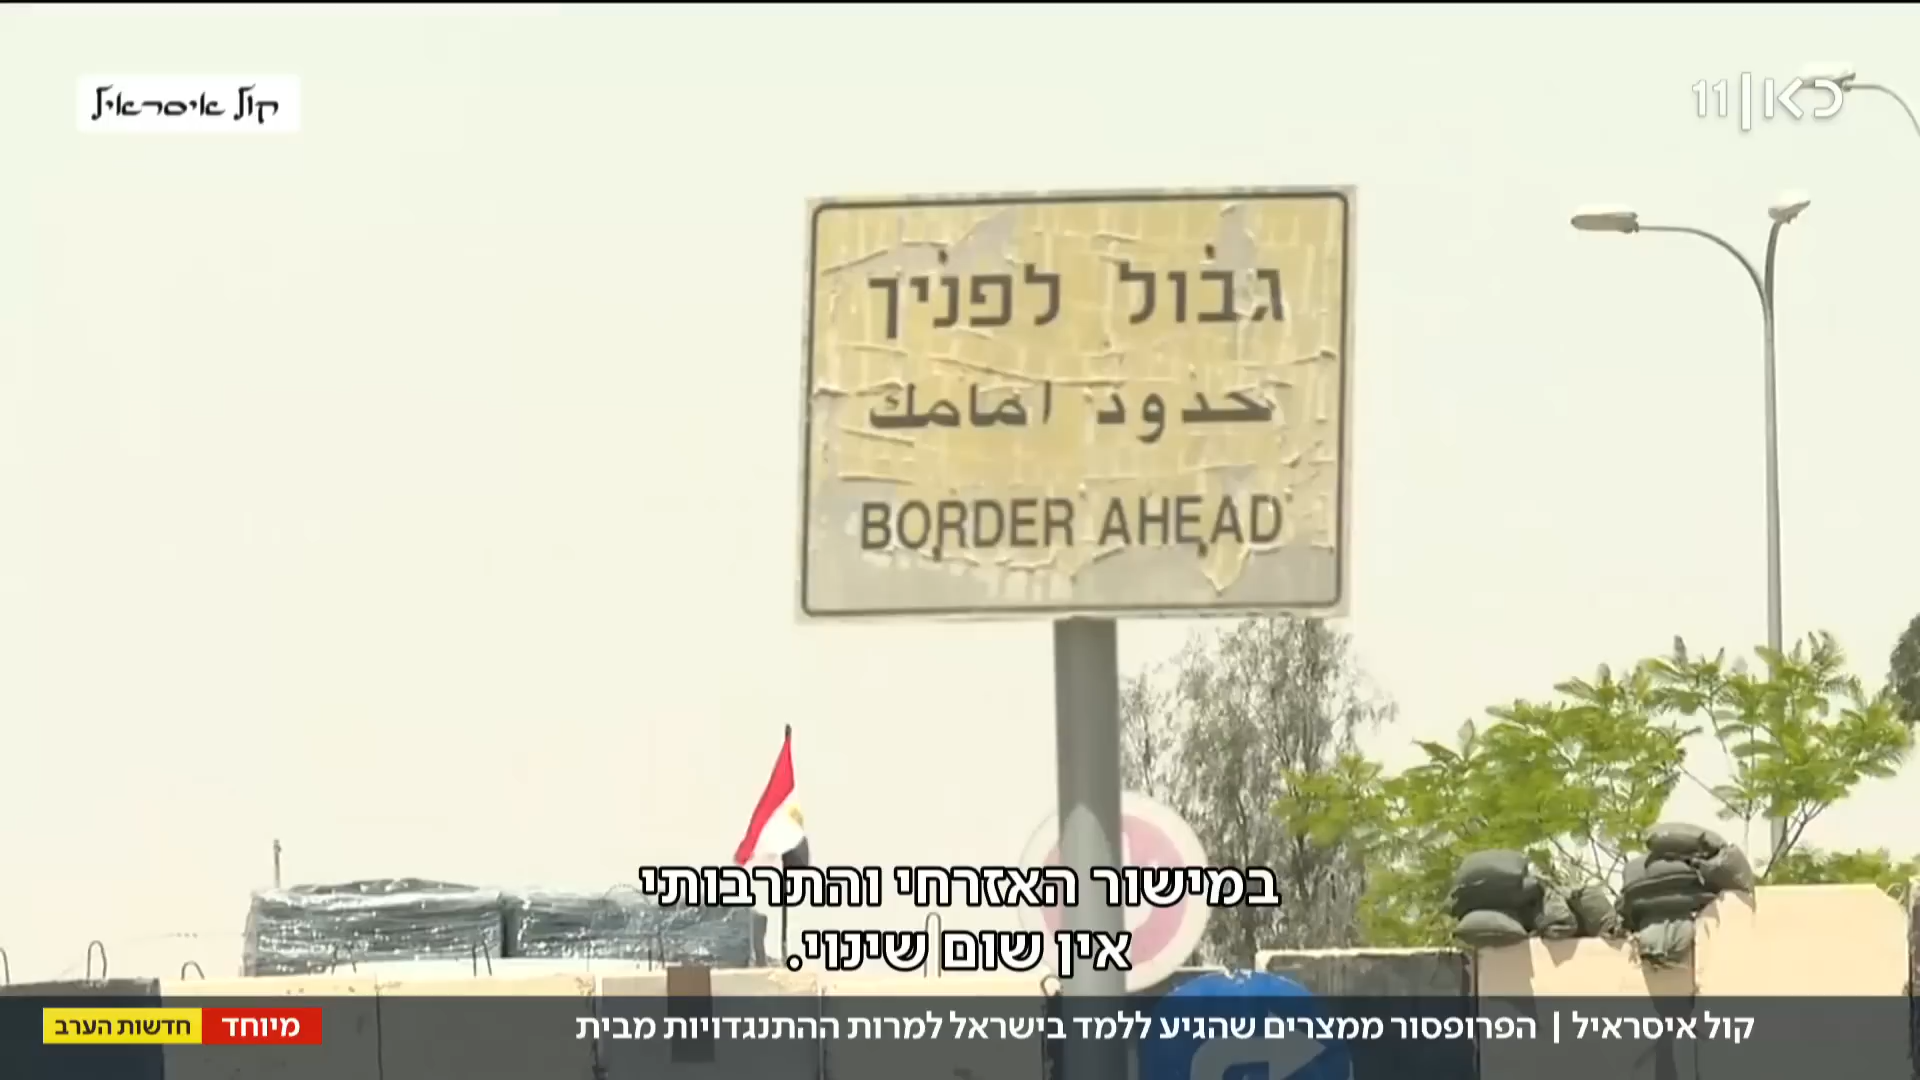 קול איסראיל
כאן 11
גבול לפניך
حدود امامك
BORDER AHEAD
במישור האזרחי והתרבותי
אין שום שינוי.
קול איסראיל | הפרופסור ממצרים שהגיע ללמד בישראל למרות ההתנגדויות מבית
מיוחד חדשות הערב